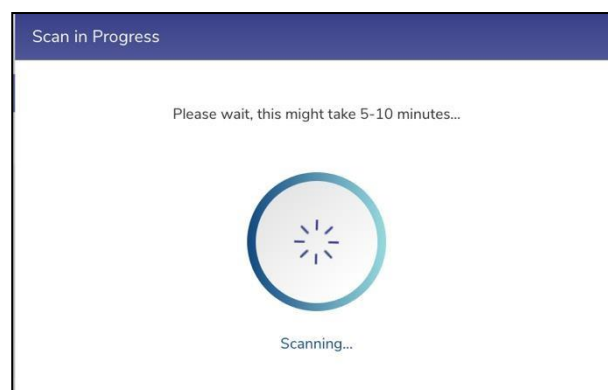 Scan in Progress
Please wait, this might take 5-10 minutes...
Scanning...